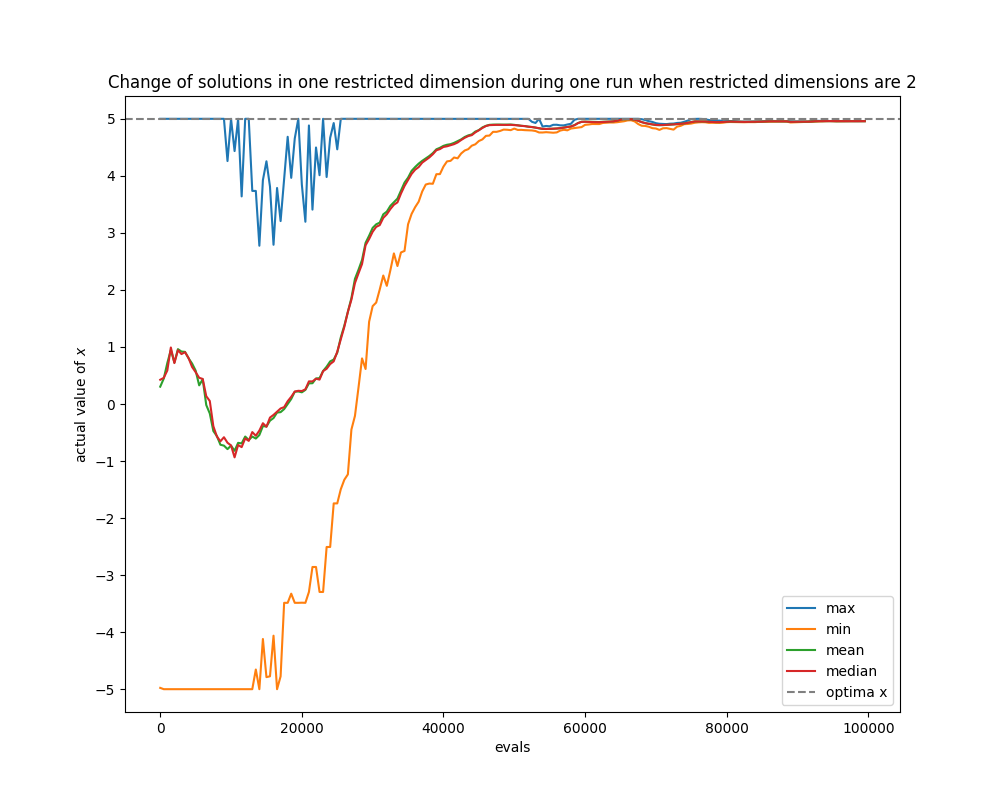 Change of solutions in one restricted dimension during one run when restricted dimensions are 2
5
4
3
2
1
0
−1
−2
−3
−4
−5
actual value of x
0
20000
40000
60000
80000
100000
evals
max
min
mean
median
optima x